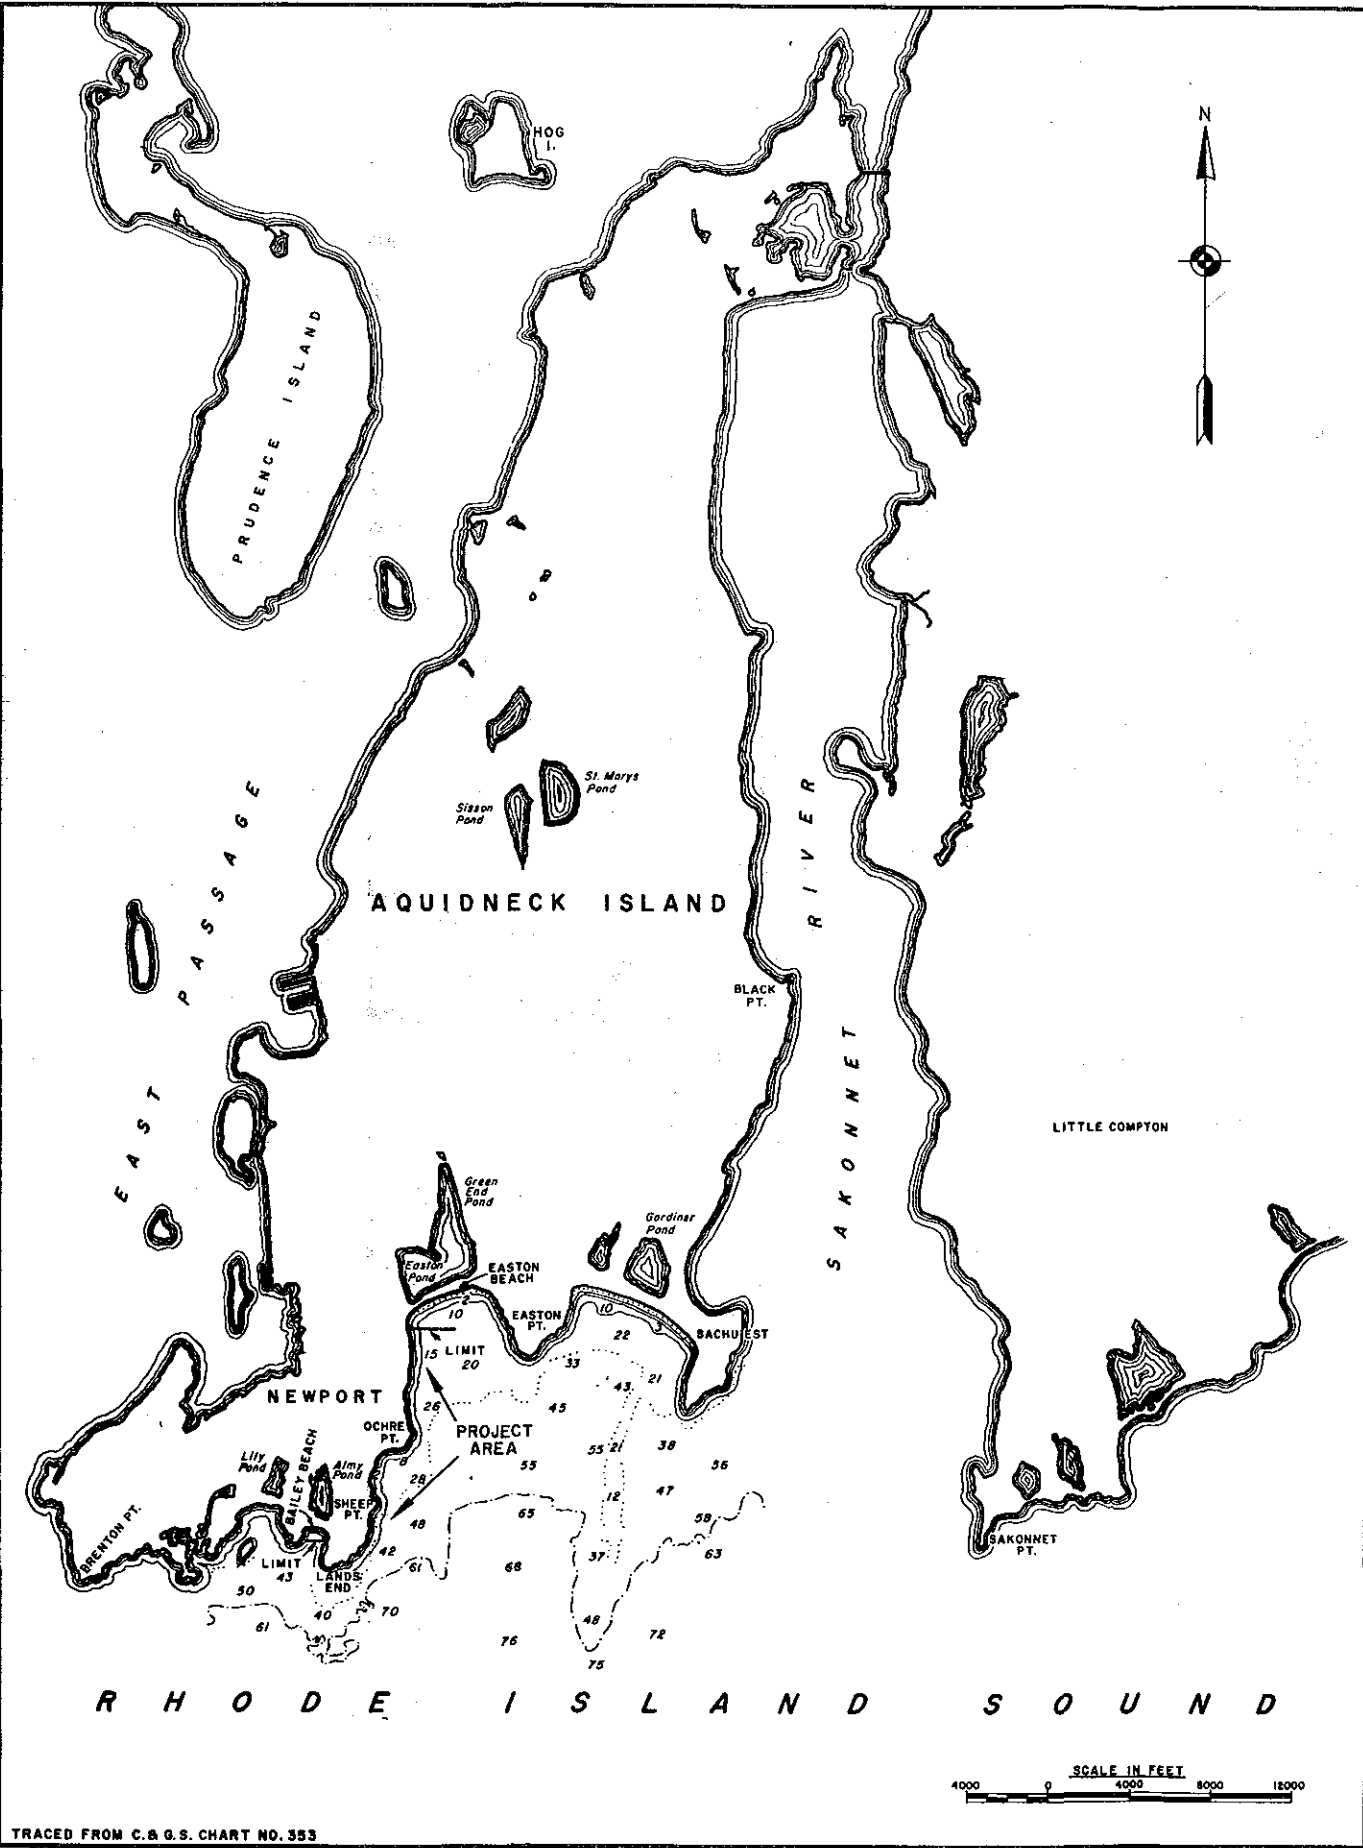 N
HOG
I.
PRUDENCE ISLAND
St. Marys
Pond
Sisson
Pond
AQUIDNECK ISLAND
EAST PASSAGE
BLACK
PT.
SAKONNET RIVER
LITTLE COMPTON
Green
End
Pond
Gardiner
Pond
Easton
Pond
EASTON
BEACH
2
10
EASTON
PT.
10
3
22
BACHUEST
LIMIT
15
20
33
21
43
NEWPORT
26
45
OCHRE
PT.
PROJECT
AREA
8
55 21
38
Lily
Pond
BAILEY BEACH
Almy
Pond
28
55
56
12
47
SHEEP
PT.
48
65
58
BRENTON PT.
SAKONNET
PT.
LIMIT
42
37
63
43
LANDS
END
61
66
50
40
70
48
61
76
72
75
RHODE ISLAND SOUND
SCALE IN FEET
4000 0 4000 8000 12000
TRACED FROM C.& G.S. CHART NO. 353